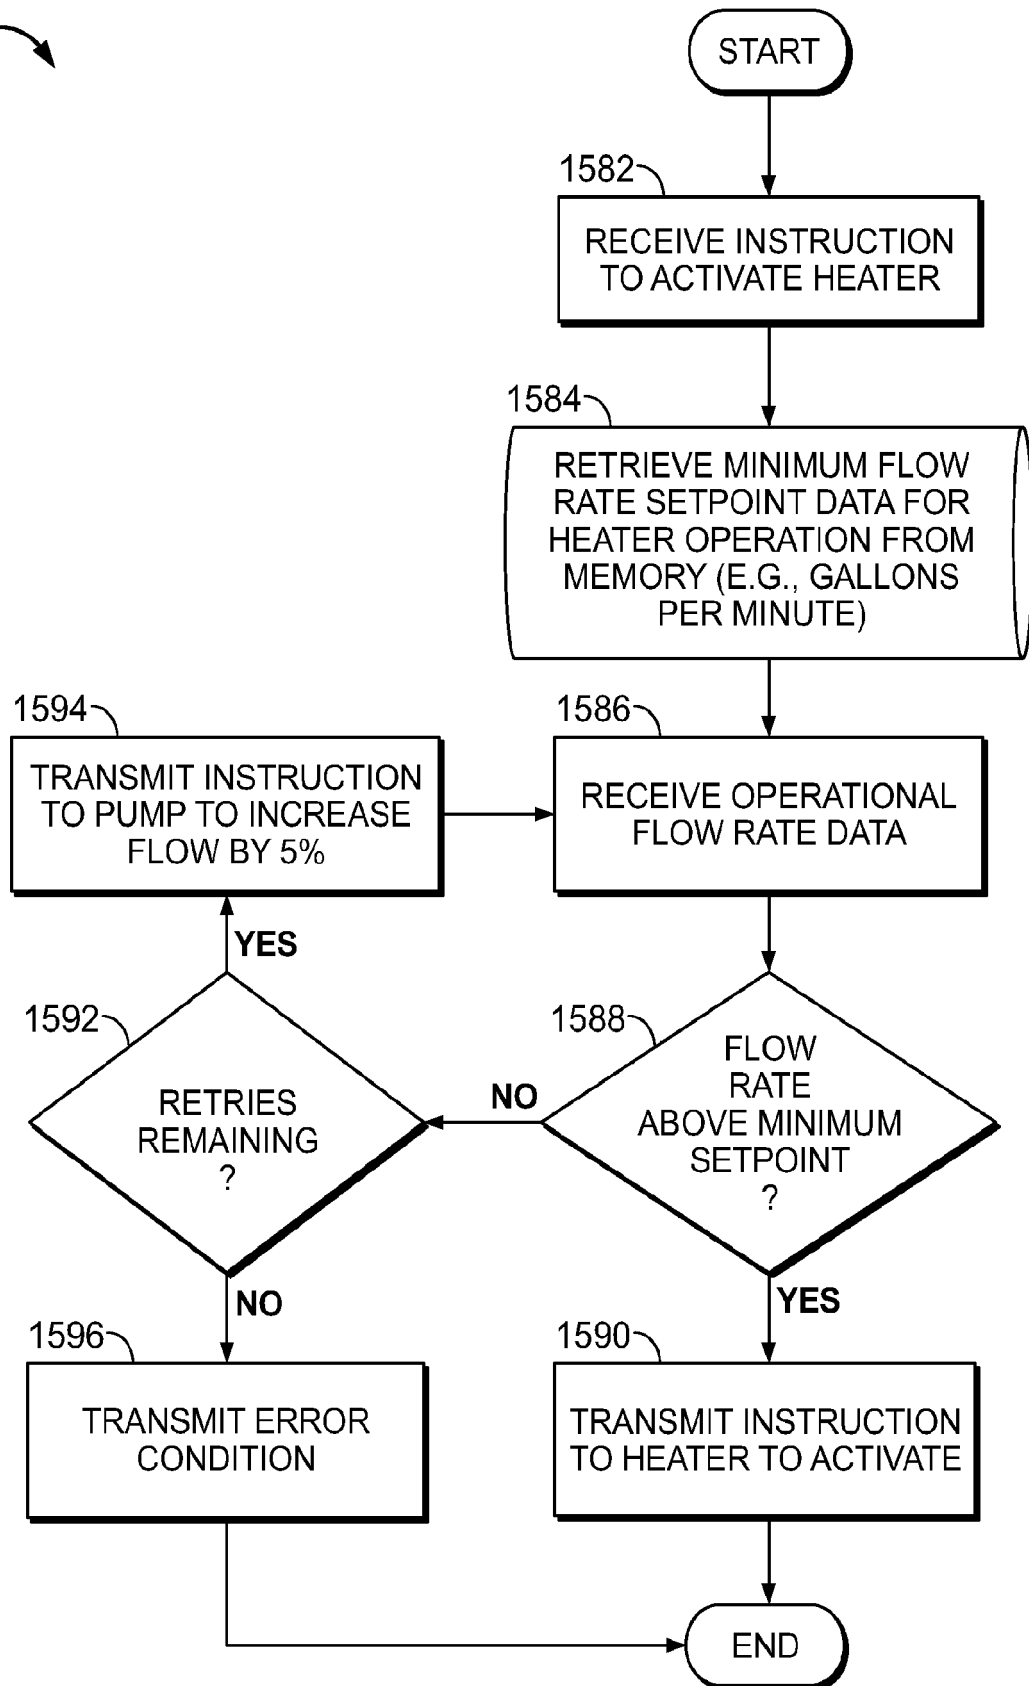 START
1582
RECEIVE INSTRUCTION
TO ACTIVATE HEATER
1584
RETRIEVE MINIMUM FLOW
RATE SETPOINT DATA FOR
HEATER OPERATION FROM
MEMORY (E.G., GALLONS
PER MINUTE)
1594
TRANSMIT INSTRUCTION
TO PUMP TO INCREASE
FLOW BY 5%
1586
RECEIVE OPERATIONAL
FLOW RATE DATA
YES
1592
RETRIES
REMAINING
?
NO
1588
FLOW
RATE
ABOVE MINIMUM
SETPOINT
?
NO
YES
1596
TRANSMIT ERROR
CONDITION
1590
TRANSMIT INSTRUCTION
TO HEATER TO ACTIVATE
END